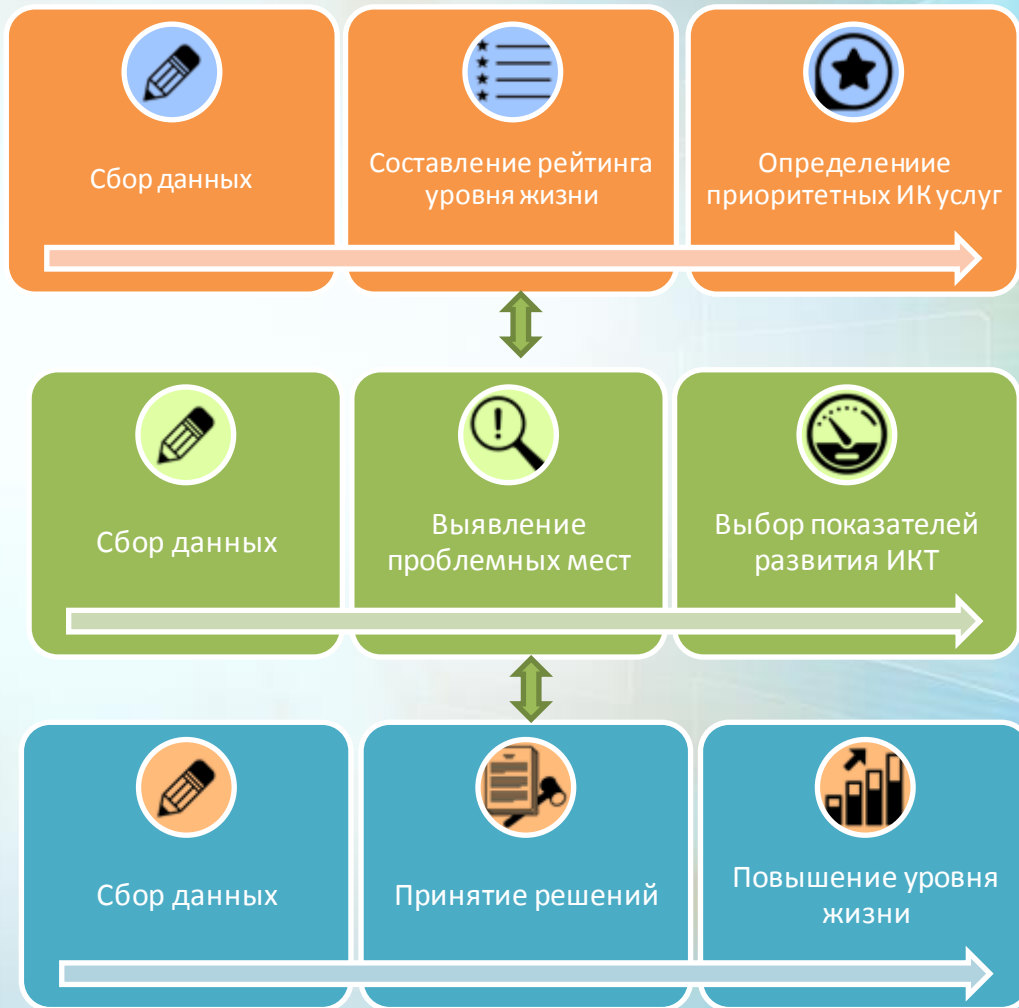 Сбор данных
Составление рейтинга
уровня жизни
Определениие
приоритетных ИК услуг
Сбор данных
Выявление
проблемных мест
Выбор показателей
развития ИКТ
Сбор данных
Принятие решений
Повышение уровня
жизни